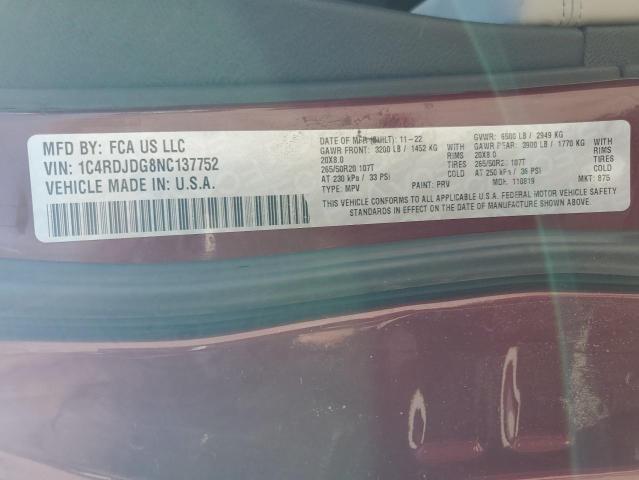 MFD BY: FCA US LLC
VIN: 1C4RDJDG8NC137752
VEHICLE MADE IN U.S.A.
DATE OF MFR (BUILT): 11-22 GVWR: 6500 LB / 2949 KG
GAWR FRONT: 3200 LB / 1452 KG WITH GAWR REAR: 3900 LB / 1770 KG WITH
20X8.0 RIMS 20X8.0 RIMS
265/50R20 107T TIRES 265/50R20 107T TIRES
AT 230 kPa / 33 PSI COLD AT 250 kPa / 36 PSI COLD
TYPE: MPV PAINT: PRV MDH: 110819 MKT: 875
THIS VEHICLE CONFORMS TO ALL APPLICABLE U.S.A. FEDERAL MOTOR VEHICLE SAFETY
STANDARDS IN EFFECT ON THE DATE OF MANUFACTURE SHOWN ABOVE.